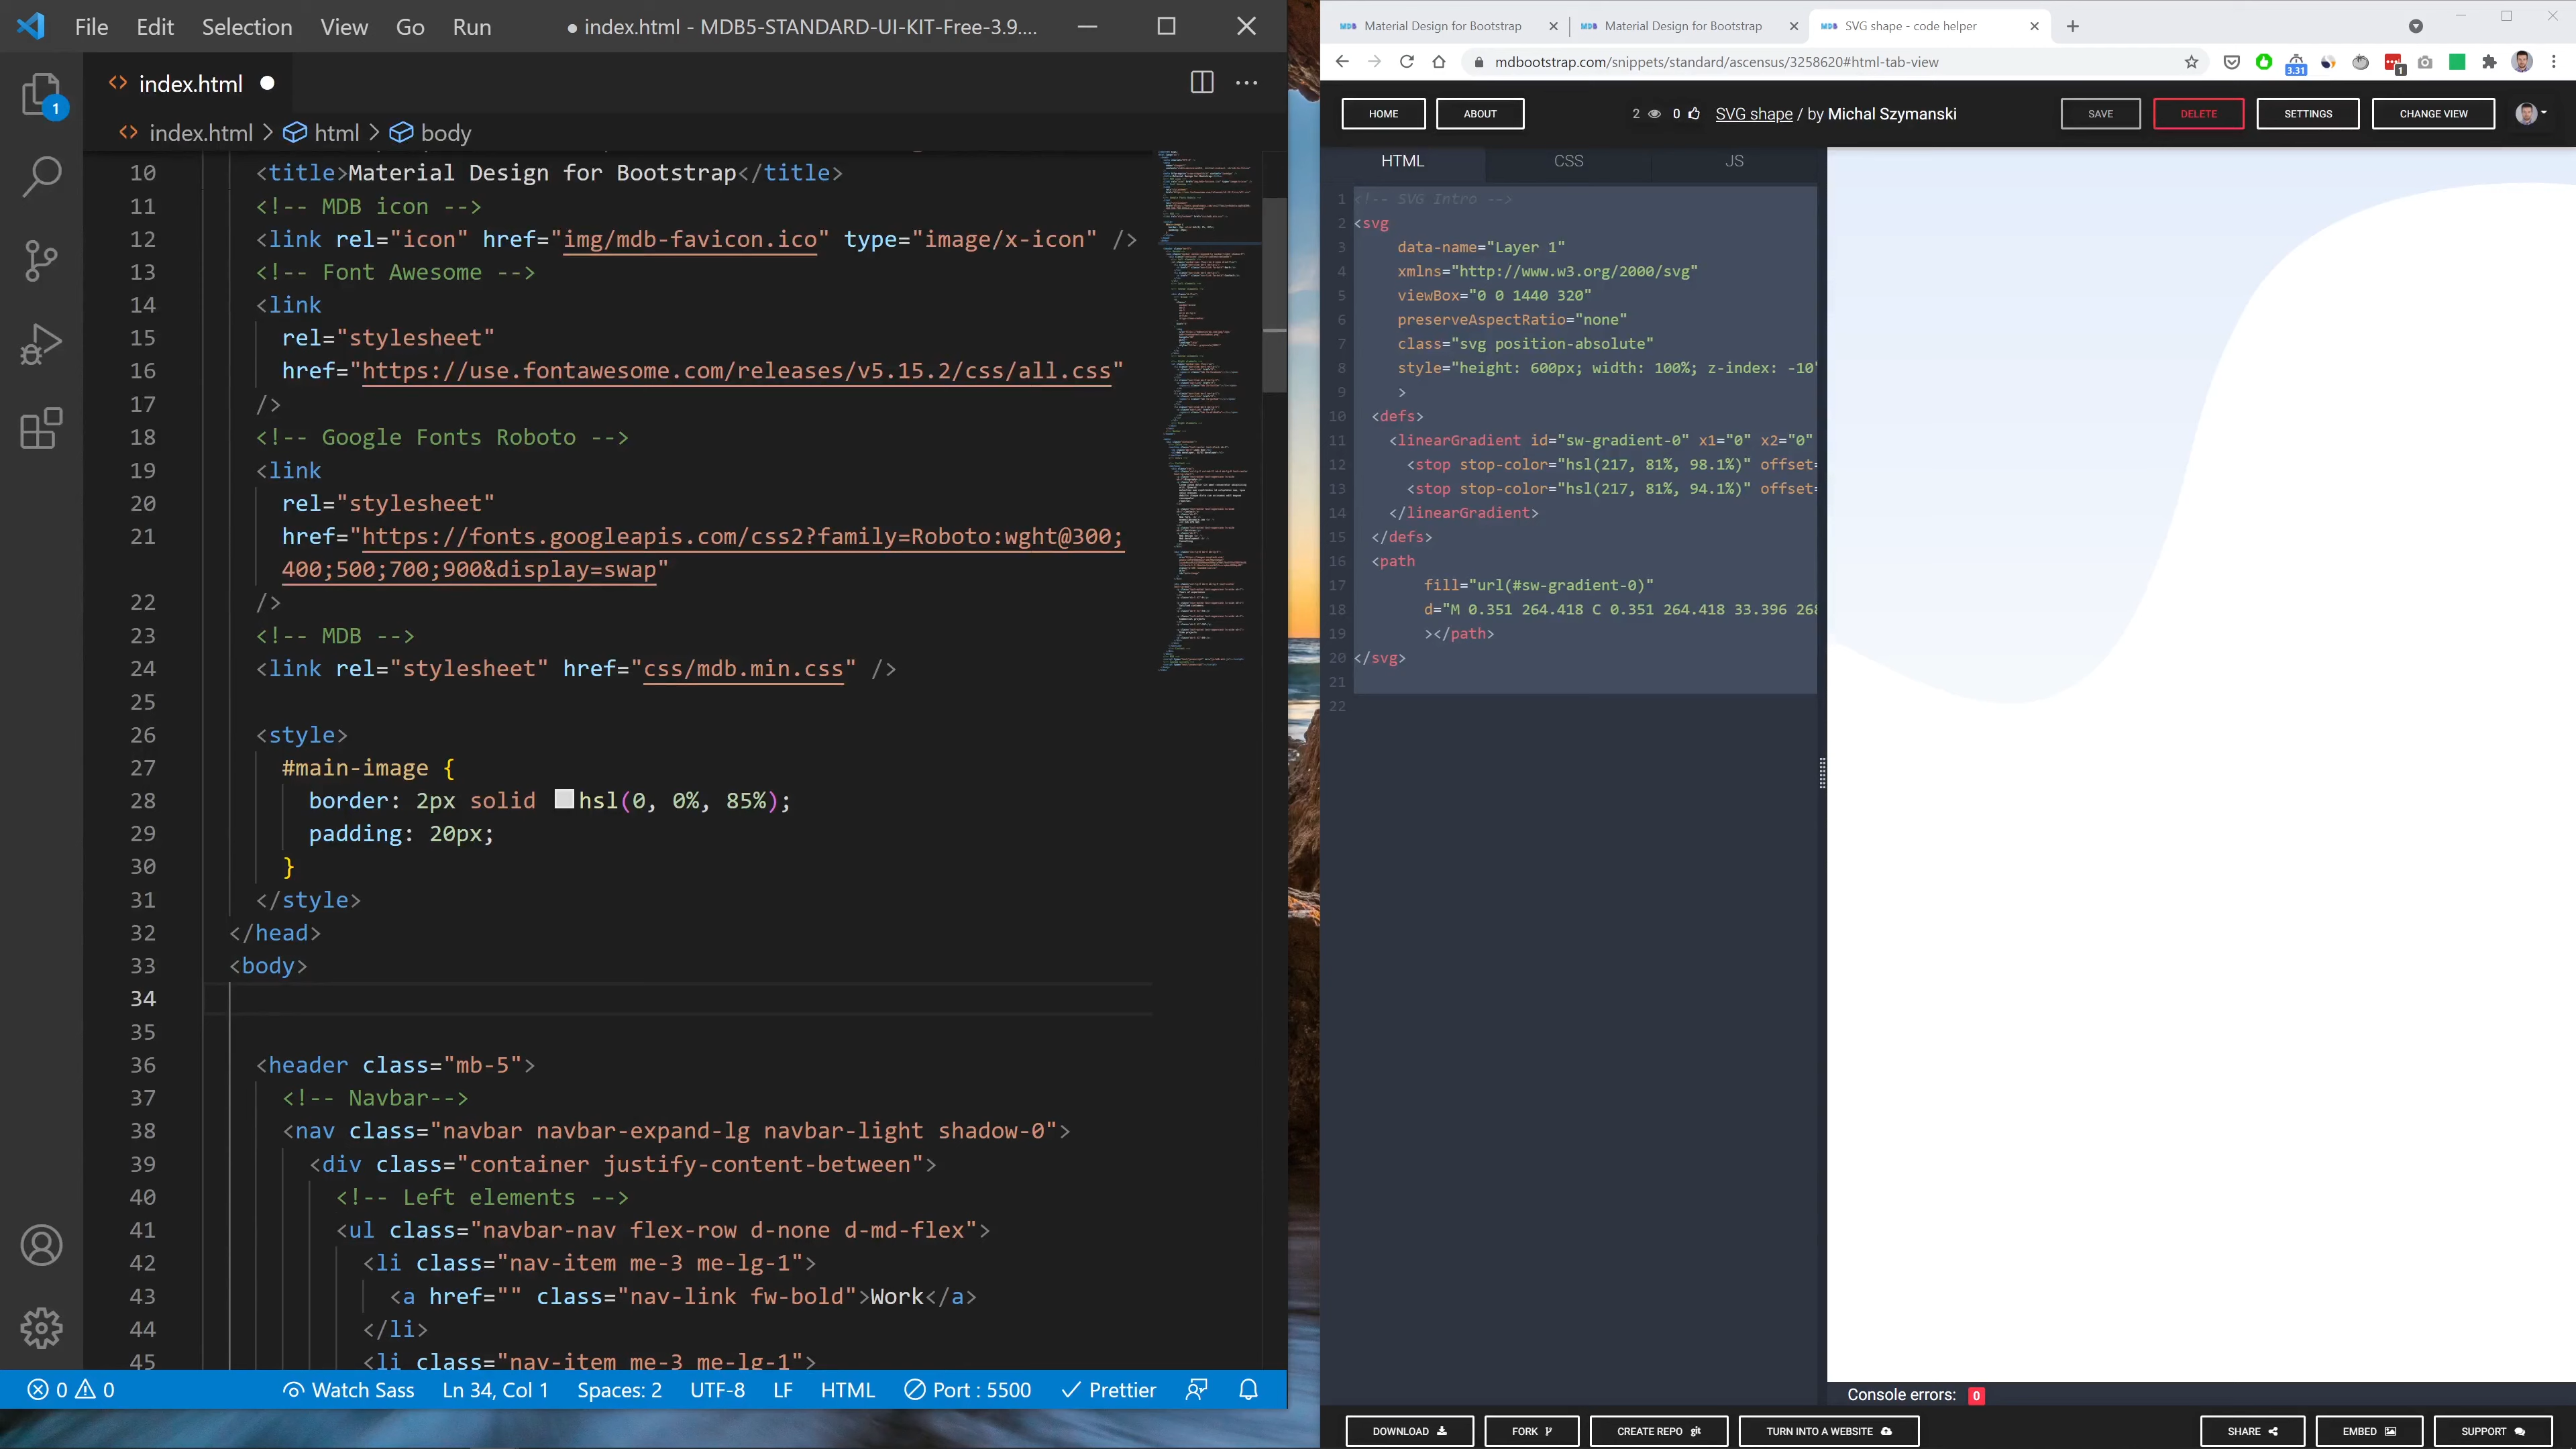 File Edit Selection View Go Run ● index.html - MDB5-STANDARD-UI-KIT-Free-3.9....
1
<> index.html ●
<> index.html > html > body
10 <title>Material Design for Bootstrap</title>
11 <!-- MDB icon -->
12 <link rel="icon" href="img/mdb-favicon.ico" type="image/x-icon" />
13 <!-- Font Awesome -->
14 <link
15 rel="stylesheet"
16 href="https://use.fontawesome.com/releases/v5.15.2/css/all.css"
17 />
18 <!-- Google Fonts Roboto -->
19 <link
20 rel="stylesheet"
21 href="https://fonts.googleapis.com/css2?family=Roboto:wght@300;
400;500;700;900&display=swap"
22 />
23 <!-- MDB -->
24 <link rel="stylesheet" href="css/mdb.min.css" />
25
26 <style>
27 #main-image {
28 border: 2px solid hsl(0, 0%, 85%);
29 padding: 20px;
30 }
31 </style>
32 </head>
33 <body>
34
35
36 <header class="mb-5">
37 <!-- Navbar-->
38 <nav class="navbar navbar-expand-lg navbar-light shadow-0">
39 <div class="container justify-content-between">
40 <!-- Left elements -->
41 <ul class="navbar-nav flex-row d-none d-md-flex">
42 <li class="nav-item me-3 me-lg-1">
43 <a href="" class="nav-link fw-bold">Work</a>
44 </li>
45 <li class="nav-item me-3 me-lg-1">
0 0 Watch Sass Ln 34, Col 1 Spaces: 2 UTF-8 LF HTML Port : 5500 Prettier
MDB Material Design for Bootstrap MDB Material Design for Bootstrap MDB SVG shape - code helper
mdbootstrap.com/snippets/standard/ascensus/3258620#html-tab-view
3.31
1
HOME ABOUT 2 0 SVG shape / by Michal Szymanski SAVE DELETE SETTINGS CHANGE VIEW
HTML CSS JS
1 <!-- SVG Intro -->
2 <svg
3 data-name="Layer 1"
4 xmlns="http://www.w3.org/2000/svg"
5 viewBox="0 0 1440 320"
6 preserveAspectRatio="none"
7 class="svg position-absolute"
8 style="height: 600px; width: 100%; z-index: -10"
9 >
10 <defs>
11 <linearGradient id="sw-gradient-0" x1="0" x2="0"
12 <stop stop-color="hsl(217, 81%, 98.1%)" offset=
13 <stop stop-color="hsl(217, 81%, 94.1%)" offset=
14 </linearGradient>
15 </defs>
16 <path
17 fill="url(#sw-gradient-0)"
18 d="M 0.351 264.418 C 0.351 264.418 33.396 268
19 ></path>
20 </svg>
21
22
Console errors: 0
DOWNLOAD FORK CREATE REPO git TURN INTO A WEBSITE SHARE EMBED SUPPORT